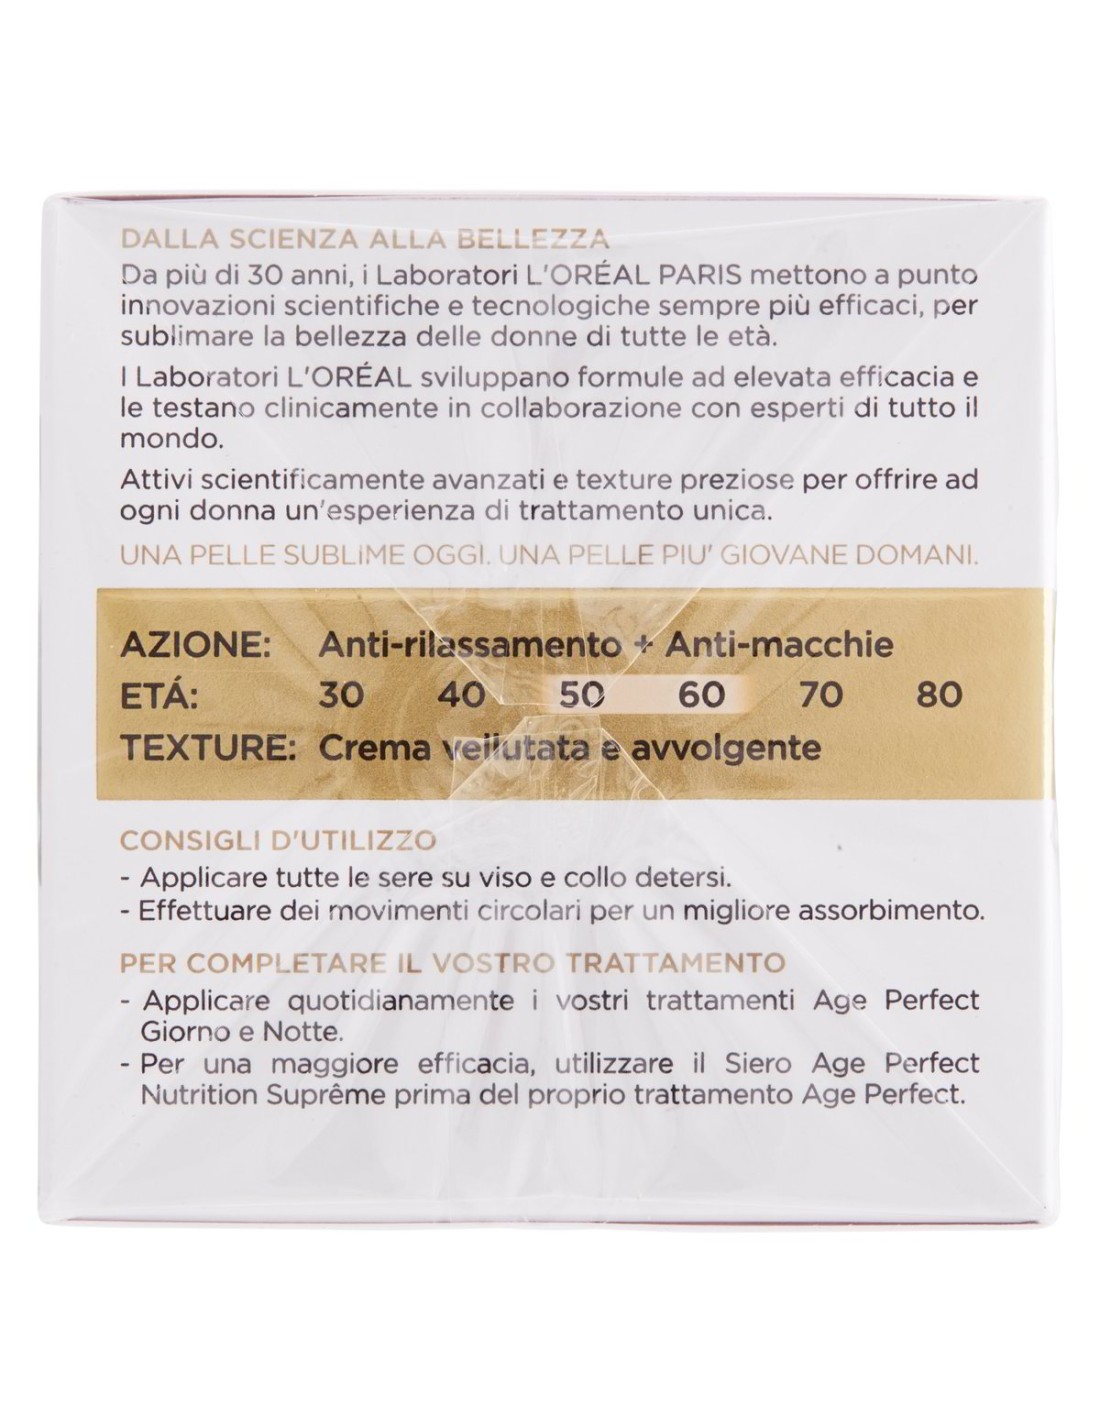 DALLA SCIENZA ALLA BELLEZZA
Da più di 30 anni, i Laboratori L'ORÉAL PARIS mettono a punto
innovazioni scientifiche e tecnologiche sempre più efficaci, per
sublimare la bellezza delle donne di tutte le età.
I Laboratori L'ORÉAL sviluppano formule ad elevata efficacia e
le testano clinicamente in collaborazione con esperti di tutto il
mondo.
Attivi scientificamente avanzati e texture preziose per offrire ad
ogni donna un'esperienza di trattamento unica.
UNA PELLE SUBLIME OGGI. UNA PELLE PIU' GIOVANE DOMANI.
AZIONE: Anti-rilassamento + Anti-macchie
ETÁ: 30 40 50 60 70 80
TEXTURE: Crema vellutata e avvolgente
CONSIGLI D'UTILIZZO
- Applicare tutte le sere su viso e collo detersi.
- Effettuare dei movimenti circolari per un migliore assorbimento.
PER COMPLETARE IL VOSTRO TRATTAMENTO
- Applicare quotidianamente i vostri trattamenti Age Perfect
Giorno e Notte.
- Per una maggiore efficacia, utilizzare il Siero Age Perfect
Nutrition Suprême prima del proprio trattamento Age Perfect.